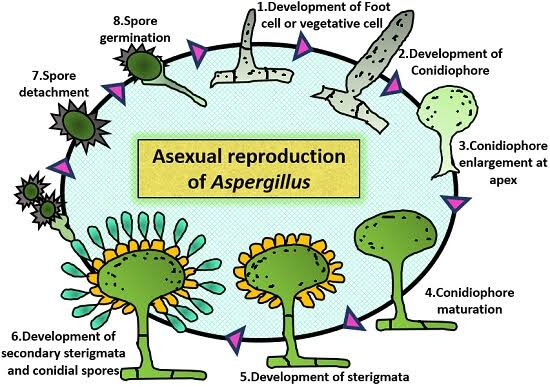 Asexual reproduction
of Aspergillus
1.Development of Foot
cell or vegetative cell
2.Development of
Conidiophore
3.Conidiophore
enlargement at
apex
4.Conidiophore
maturation
5.Development of sterigmata
6.Development of
secondary sterigmata
and conidial spores
7.Spore
detachment
8.Spore
germination